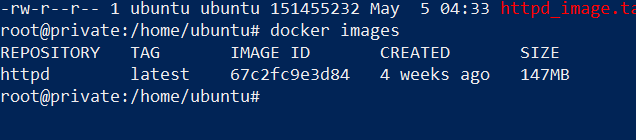 -rw-r--r-- 1 ubuntu ubuntu 151455232 May  5 04:33 httpd_image.ta
root@private:/home/ubuntu# docker images
REPOSITORY   TAG       IMAGE ID       CREATED       SIZE
httpd        latest    67c2fc9e3d84   4 weeks ago   147MB
root@private:/home/ubuntu#